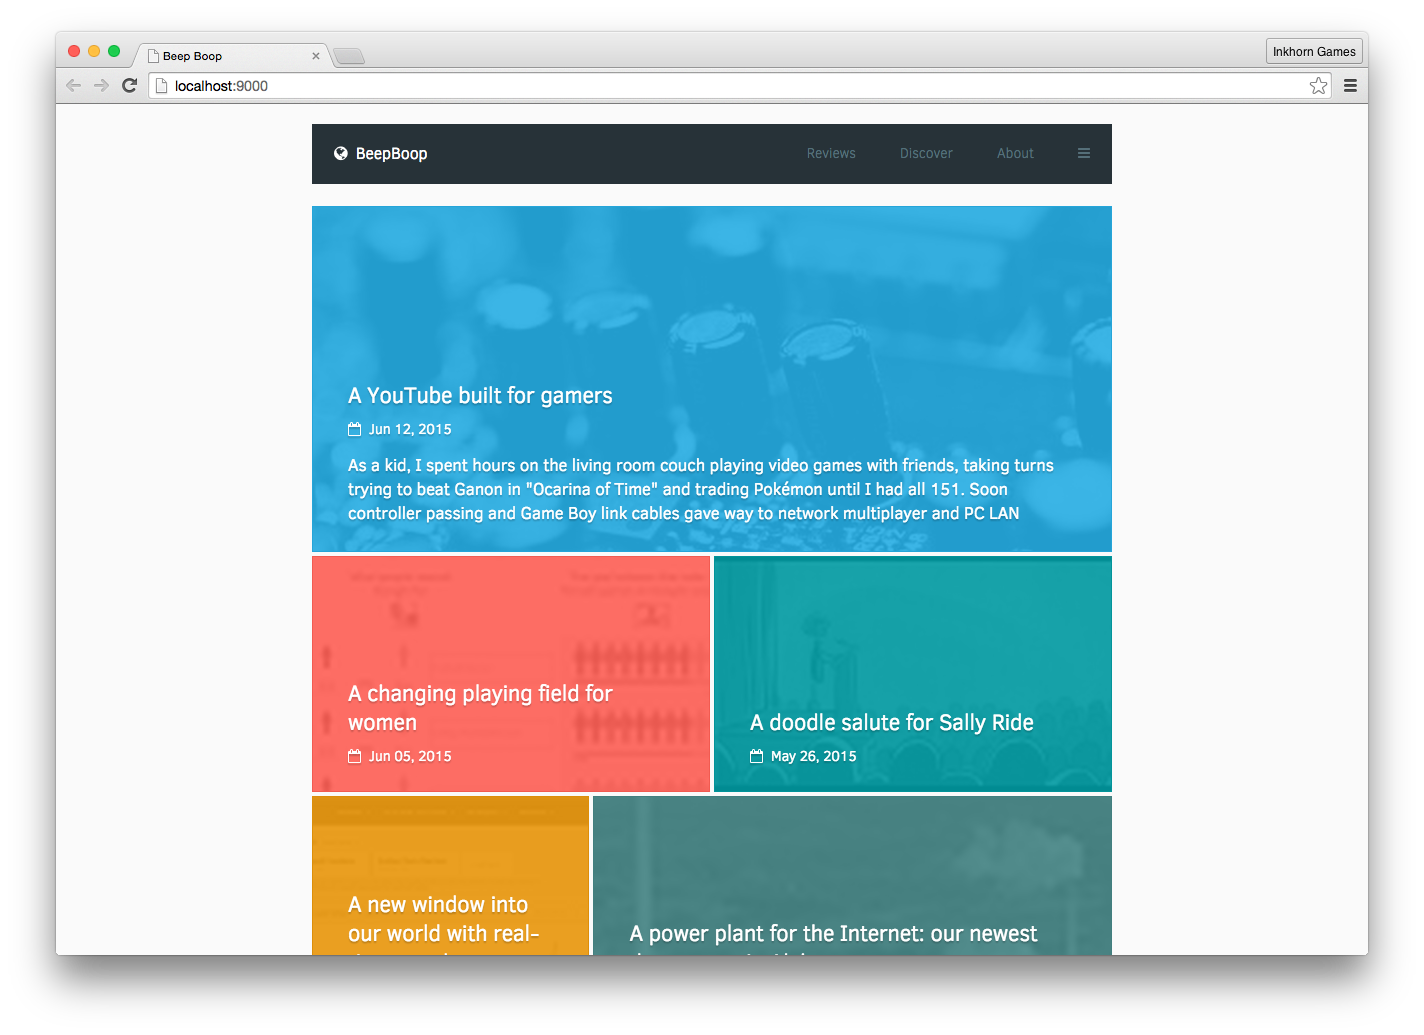 Beep Boop
Inkhorn Games
localhost:9000
BeepBoop
Reviews
Discover
About
A YouTube built for gamers
Jun 12, 2015
As a kid, I spent hours on the living room couch playing video games with friends, taking turns
trying to beat Ganon in "Ocarina of Time" and trading Pokémon until I had all 151. Soon
controller passing and Game Boy link cables gave way to network multiplayer and PC LAN
A changing playing field for
women
Jun 05, 2015
A doodle salute for Sally Ride
May 26, 2015
A new window into
our world with real-
A power plant for the Internet: our newest